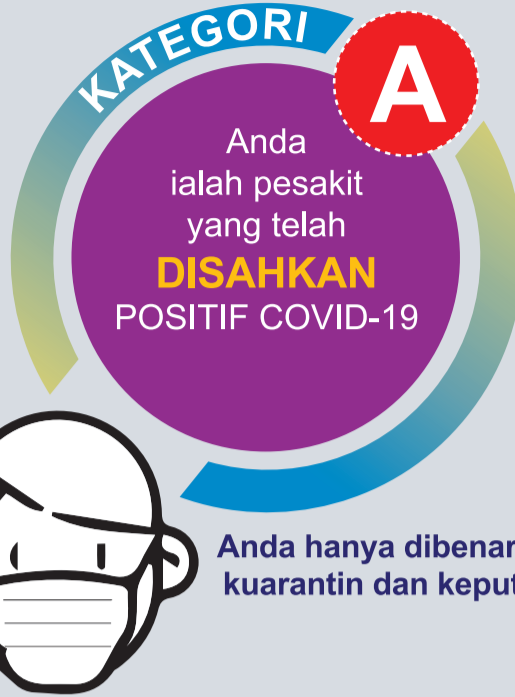 KATEGORI
A
Anda
ialah pesakit
yang telah
DISAHKAN
POSITIF COVID-19
Anda hanya dibenar
kuarantin dan keput